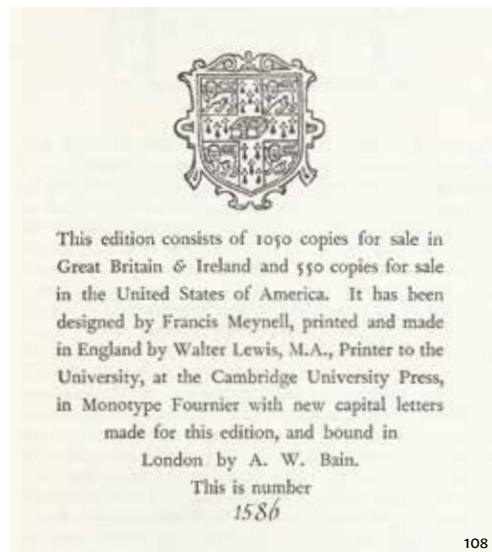 This edition consists of 1050 copies for sale in
Great Britain & Ireland and 550 copies for sale
in the United States of America. It has been
designed by Francis Meynell, printed and made
in England by Walter Lewis, M.A., Printer to the
University, at the Cambridge University Press,
in Monotype Fournier with new capital letters
made for this edition, and bound in
London by A. W. Bain.
This is number
1586
108